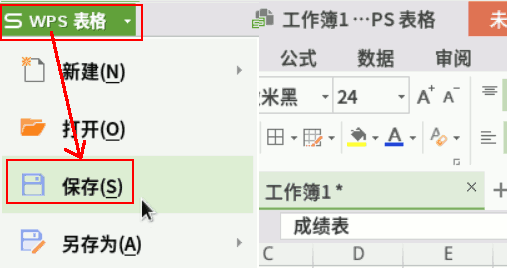 S WPS 表格
工作簿1 ···PS 表格
未
新建(N)
公式 数据 审阅
米黑 24 A+ A-
打开(O)
A
保存(S)
工作簿1 * ×
成绩表
另存为(A)
C D E